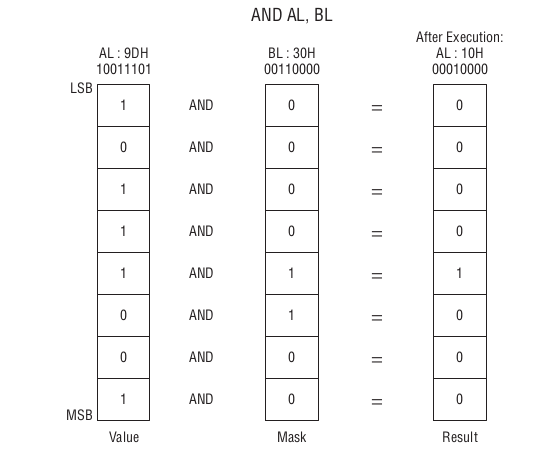 AND AL, BL
After Execution:
AL : 9DH BL : 30H AL : 10H
10011101 00110000 00010000
LSB
1 AND 0 = 0
0 AND 0 = 0
1 AND 0 = 0
1 AND 0 = 0
1 AND 1 = 1
0 AND 1 = 0
0 AND 0 = 0
1 AND 0 = 0
MSB
Value Mask Result